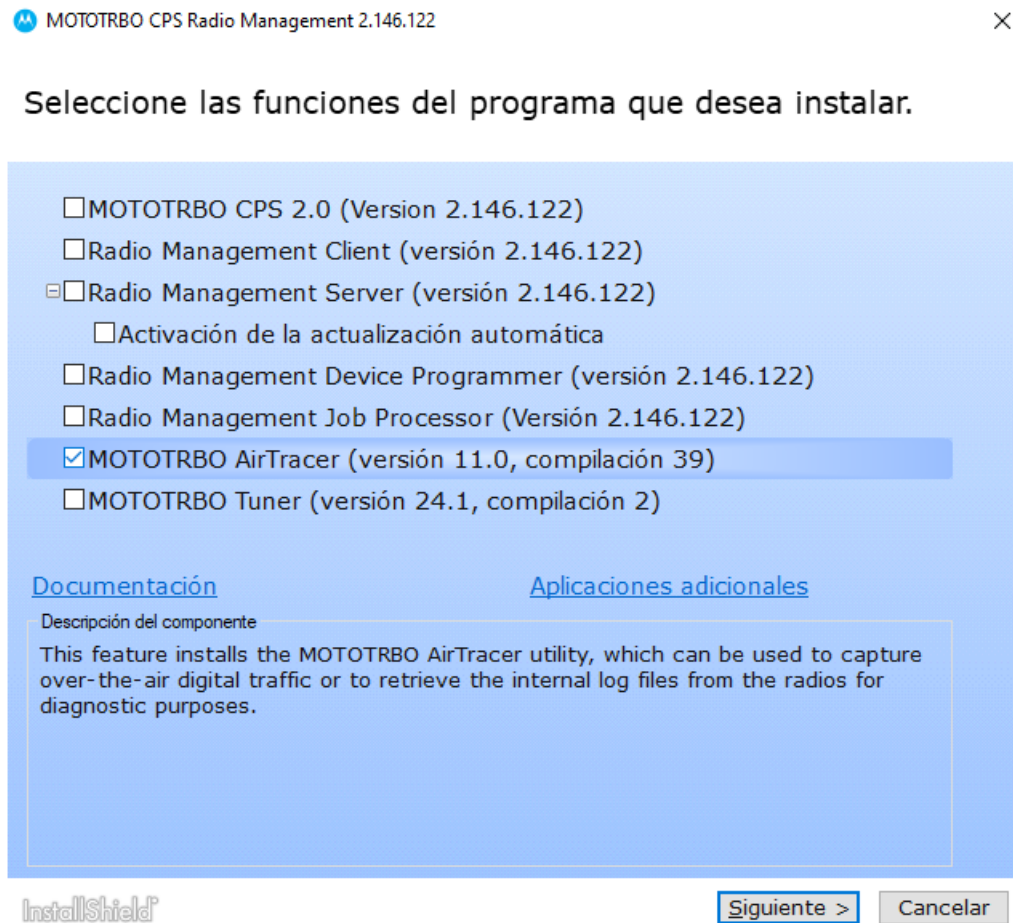 MOTOTRBO CPS Radio Management 2.146.122
Seleccione las funciones del programa que desea instalar.
MOTOTRBO CPS 2.0 (Version 2.146.122)
Radio Management Client (versión 2.146.122)
Radio Management Server (versión 2.146.122)
Activación de la actualización automática
Radio Management Device Programmer (versión 2.146.122)
Radio Management Job Processor (Versión 2.146.122)
MOTOTRBO AirTracer (versión 11.0, compilación 39)
MOTOTRBO Tuner (versión 24.1, compilación 2)
Documentación Aplicaciones adicionales
Descripción del componente
This feature installs the MOTOTRBO AirTracer utility, which can be used to capture
over-the-air digital traffic or to retrieve the internal log files from the radios for
diagnostic purposes.
InstallShield Siguiente > Cancelar